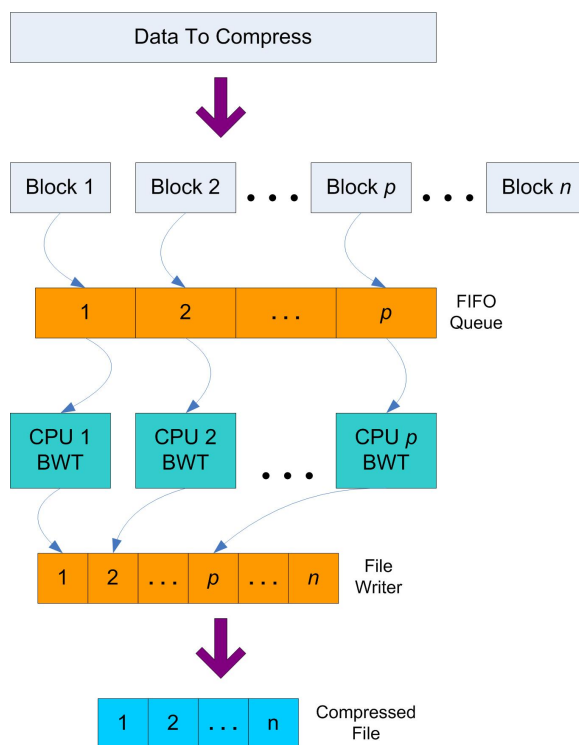 Data To Compress
Block 1
Block 2
...
Block p
...
Block n
1
2
...
p
FIFO
Queue
CPU 1
BWT
CPU 2
BWT
...
CPU p
BWT
1
2
...
p
...
n
File
Writer
1
2
...
n
Compressed
File